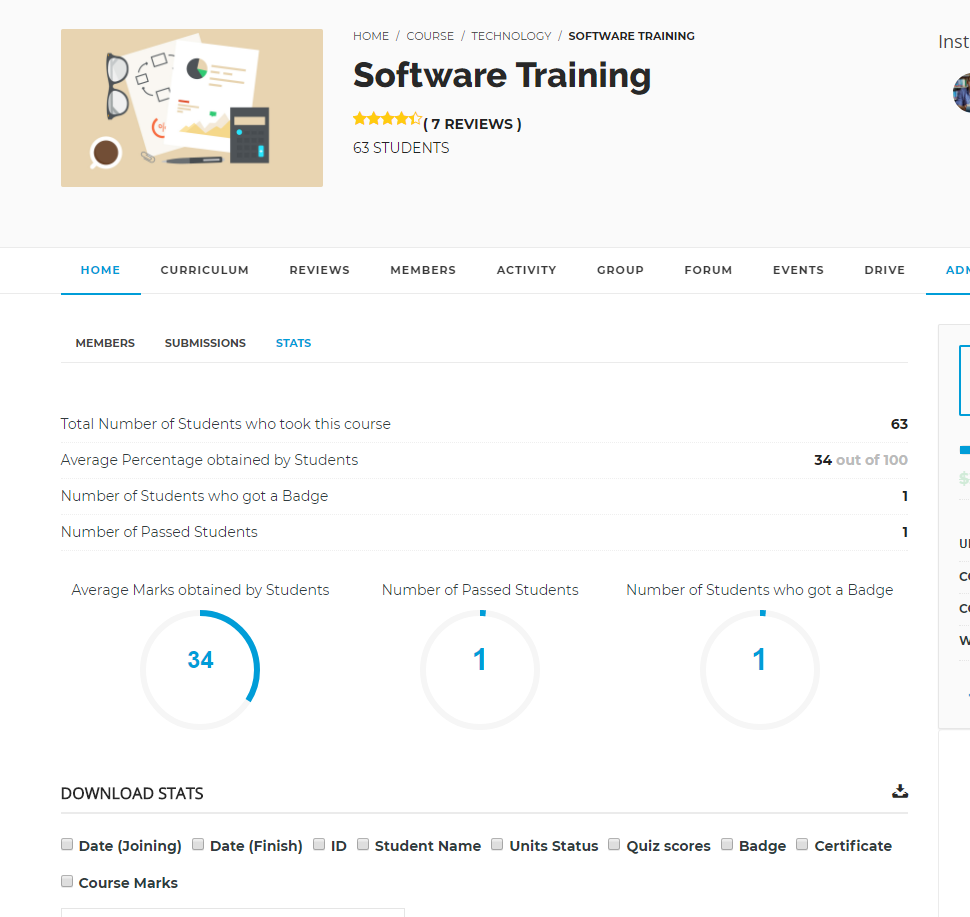 HOME / COURSE / TECHNOLOGY / SOFTWARE TRAINING
Inst
Software Training
( 7 REVIEWS )
63 STUDENTS
HOME CURRICULUM REVIEWS MEMBERS ACTIVITY GROUP FORUM EVENTS DRIVE ADM
MEMBERS SUBMISSIONS STATS
Total Number of Students who took this course 63
Average Percentage obtained by Students 34 out of 100
$
Number of Students who got a Badge 1
Number of Passed Students 1
Average Marks obtained by Students Number of Passed Students Number of Students who got a Badge
34 1 1
DOWNLOAD STATS
Date (Joining) Date (Finish) ID Student Name Units Status Quiz scores Badge Certificate
Course Marks